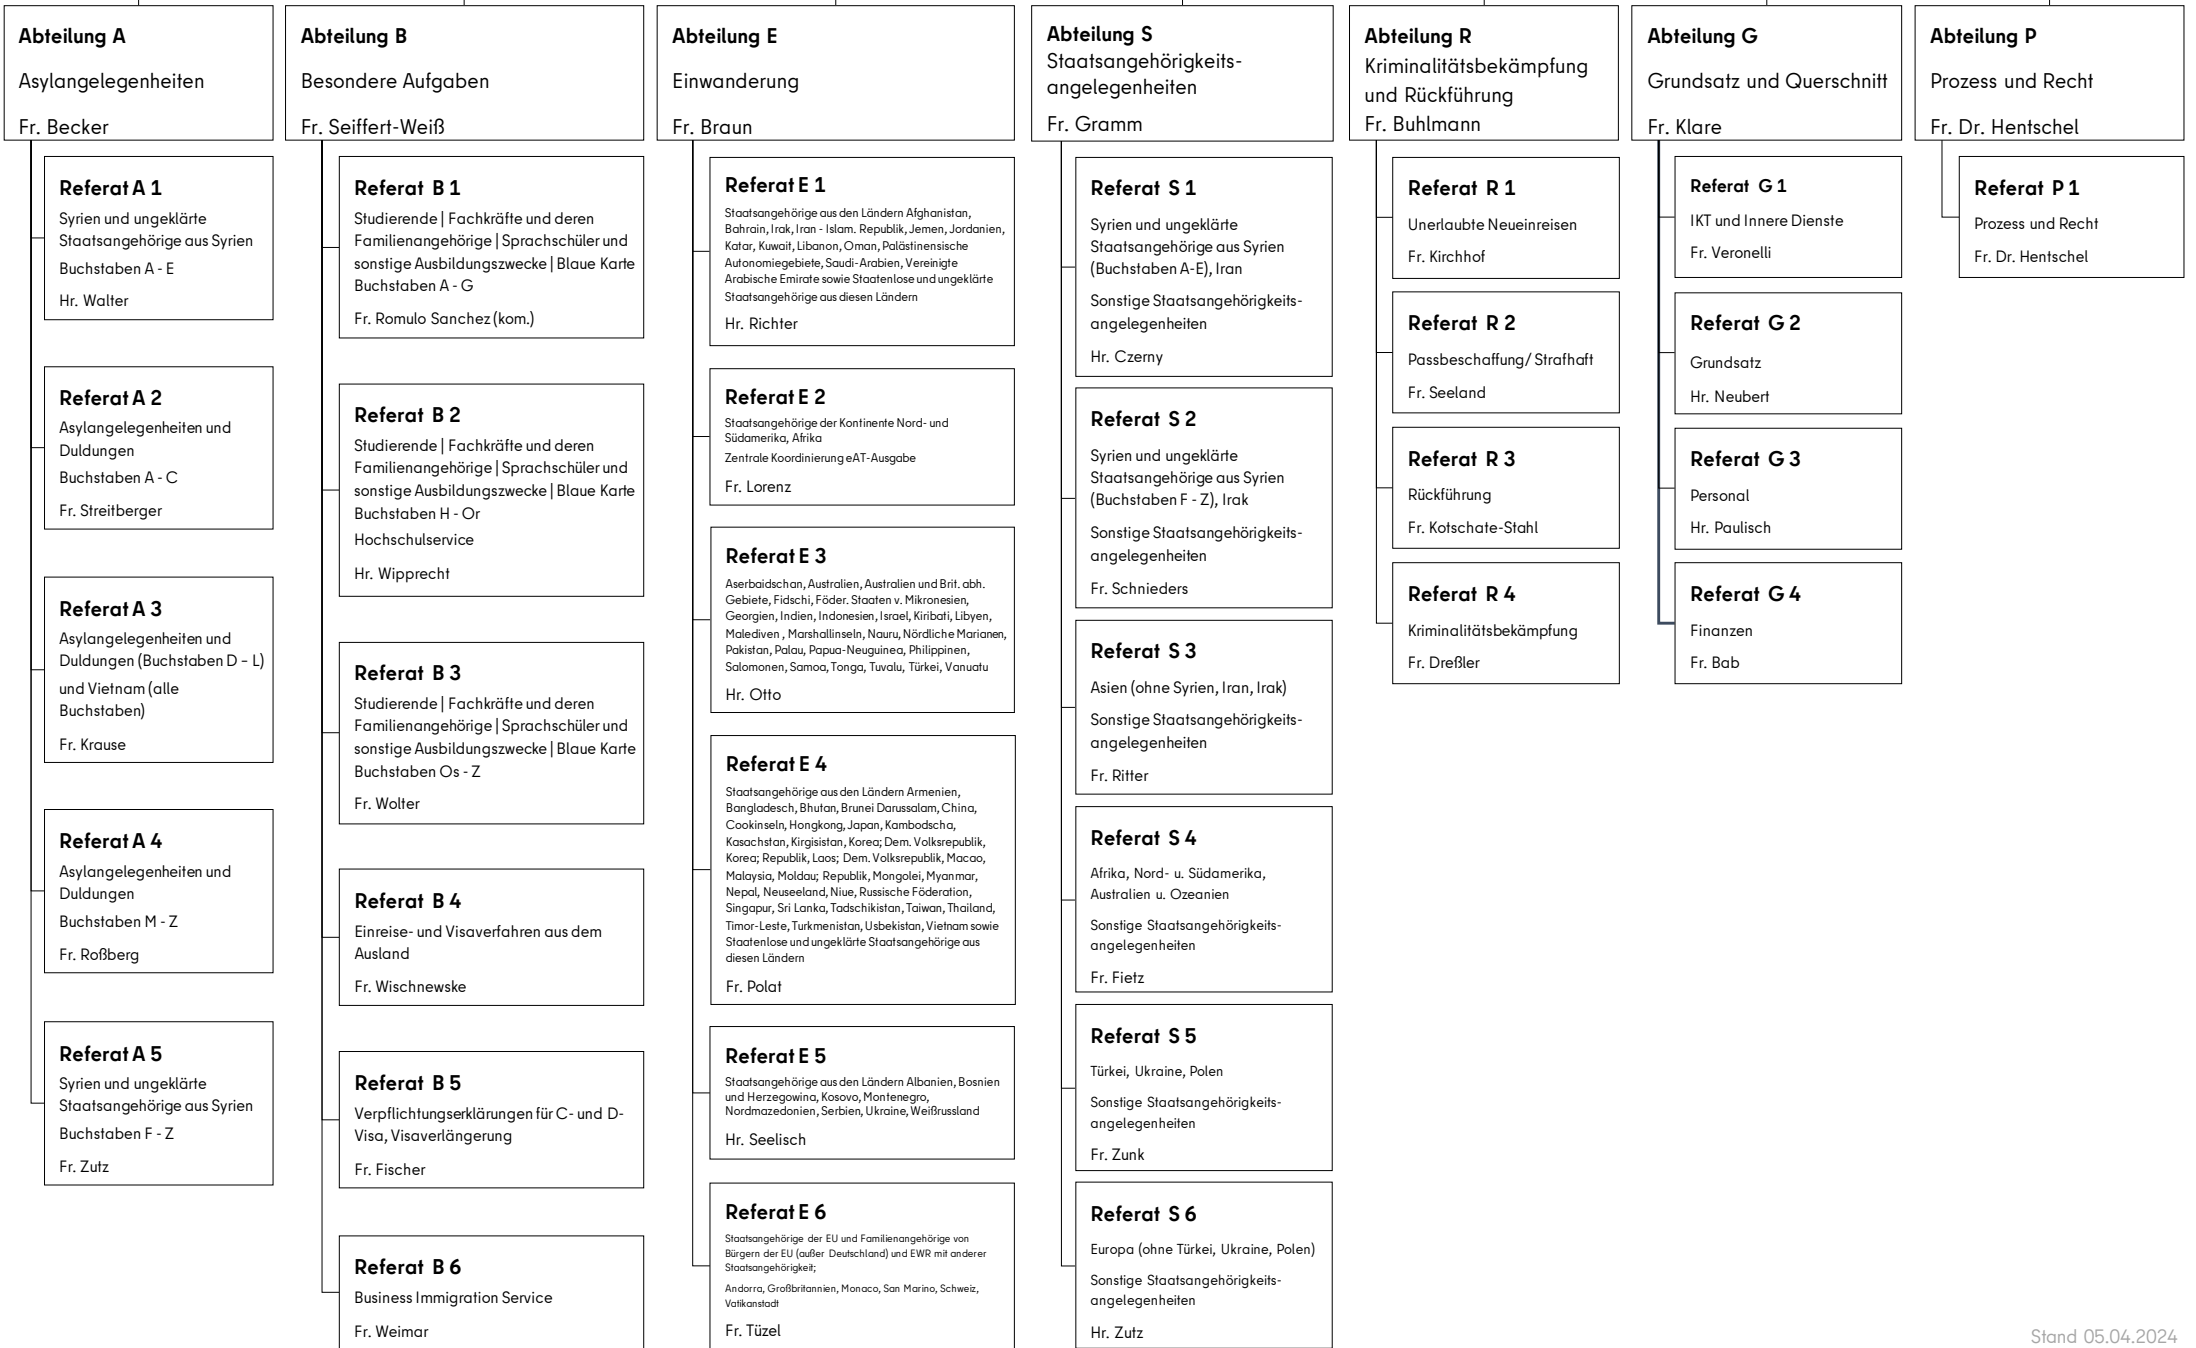 Abteilung A
Asylangelegenheiten
Fr. Becker
Referat A 1
Syrien und ungeklärte
Staatsangehörige aus Syrien
Buchstaben A - E
Hr. Walter
Referat A 2
Asylangelegenheiten und
Duldungen
Buchstaben A - C
Fr. Streitberger
Referat A 3
Asylangelegenheiten und
Duldungen (Buchstaben D – L)
und Vietnam (alle
Buchstaben)
Fr. Krause
Referat A 4
Asylangelegenheiten und
Duldungen
Buchstaben M - Z
Fr. Roßberg
Referat A 5
Syrien und ungeklärte
Staatsangehörige aus Syrien
Buchstaben F - Z
Fr. Zutz
Abteilung B
Besondere Aufgaben
Fr. Seiffert-Weiß
Referat B 1
Studierende | Fachkräfte und deren
Familienangehörige | Sprachschüler und
sonstige Ausbildungszwecke | Blaue Karte
Buchstaben A - G
Fr. Romulo Sanchez (kom.)
Referat B 2
Studierende | Fachkräfte und deren
Familienangehörige | Sprachschüler und
sonstige Ausbildungszwecke | Blaue Karte
Buchstaben H - Or
Hochschulservice
Hr. Wipprecht
Referat B 3
Studierende | Fachkräfte und deren
Familienangehörige | Sprachschüler und
sonstige Ausbildungszwecke | Blaue Karte
Buchstaben Os - Z
Fr. Wolter
Referat B 4
Einreise- und Visaverfahren aus dem
Ausland
Fr. Wischnewske
Referat B 5
Verpflichtungserklärungen für C- und D-
Visa, Visaverlängerung
Fr. Fischer
Referat B 6
Business Immigration Service
Fr. Weimar
Abteilung E
Einwanderung
Fr. Braun
Referat E 1
Staatsangehörige aus den Ländern Afghanistan,
Bahrain, Irak, Iran - Islam. Republik, Jemen, Jordanien,
Katar, Kuwait, Libanon, Oman, Palästinensische
Autonomiegebiete, Saudi-Arabien, Vereinigte
Arabische Emirate sowie Staatenlose und ungeklärte
Staatsangehörige aus diesen Ländern
Hr. Richter
Referat E 2
Staatsangehörige der Kontinente Nord- und
Südamerika, Afrika
Zentrale Koordinierung eAT-Ausgabe
Fr. Lorenz
Referat E 3
Aserbaidschan, Australien, Australien und Brit. abh.
Gebiete, Fidschi, Föder. Staaten v. Mikronesien,
Georgien, Indien, Indonesien, Israel, Kiribati, Libyen,
Malediven , Marshallinseln, Nauru, Nördliche Marianen,
Pakistan, Palau, Papua-Neuguinea, Philippinen,
Salomonen, Samoa, Tonga, Tuvalu, Türkei, Vanuatu
Hr. Otto
Referat E 4
Staatsangehörige aus den Ländern Armenien,
Bangladesch, Bhutan, Brunei Darussalam, China,
Cookinseln, Hongkong, Japan, Kambodscha,
Kasachstan, Kirgisistan, Korea; Dem. Volksrepublik,
Korea; Republik, Laos; Dem. Volksrepublik, Macao,
Malaysia, Moldau; Republik, Mongolei, Myanmar,
Nepal, Neuseeland, Niue, Russische Föderation,
Singapur, Sri Lanka, Tadschikistan, Taiwan, Thailand,
Timor-Leste, Turkmenistan, Usbekistan, Vietnam sowie
Staatenlose und ungeklärte Staatsangehörige aus
diesen Ländern
Fr. Polat
Referat E 5
Staatsangehörige aus den Ländern Albanien, Bosnien
und Herzegowina, Kosovo, Montenegro,
Nordmazedonien, Serbien, Ukraine, Weißrussland
Hr. Seelisch
Referat E 6
Staatsangehörige der EU und Familienangehörige von
Bürgern der EU (außer Deutschland) und EWR mit anderer
Staatsangehörigkeit;
Andorra, Großbritannien, Monaco, San Marino, Schweiz,
Vatikanstadt
Fr. Tüzel
Abteilung S
Staatsangehörigkeits-
angelegenheiten
Fr. Gramm
Referat S 1
Syrien und ungeklärte
Staatsangehörige aus Syrien
(Buchstaben A-E), Iran
Sonstige Staatsangehörigkeits-
angelegenheiten
Hr. Czerny
Referat S 2
Syrien und ungeklärte
Staatsangehörige aus Syrien
(Buchstaben F - Z), Irak
Sonstige Staatsangehörigkeits-
angelegenheiten
Fr. Schnieders
Referat S 3
Asien (ohne Syrien, Iran, Irak)
Sonstige Staatsangehörigkeits-
angelegenheiten
Fr. Ritter
Referat S 4
Afrika, Nord- u. Südamerika,
Australien u. Ozeanien
Sonstige Staatsangehörigkeits-
angelegenheiten
Fr. Fietz
Referat S 5
Türkei, Ukraine, Polen
Sonstige Staatsangehörigkeits-
angelegenheiten
Fr. Zunk
Referat S 6
Europa (ohne Türkei, Ukraine, Polen)
Sonstige Staatsangehörigkeits-
angelegenheiten
Hr. Zutz
Abteilung R
Kriminalitätsbekämpfung
und Rückführung
Fr. Buhlmann
Referat R 1
Unerlaubte Neueinreisen
Fr. Kirchhof
Referat R 2
Passbeschaffung/ Strafhaft
Fr. Seeland
Referat R 3
Rückführung
Fr. Kotschate-Stahl
Referat R 4
Kriminalitätsbekämpfung
Fr. Dreßler
Abteilung G
Grundsatz und Querschnitt
Fr. Klare
Referat G 1
IKT und Innere Dienste
Fr. Veronelli
Referat G 2
Grundsatz
Hr. Neubert
Referat G 3
Personal
Hr. Paulisch
Referat G 4
Finanzen
Fr. Bab
Abteilung P
Prozess und Recht
Fr. Dr. Hentschel
Referat P 1
Prozess und Recht
Fr. Dr. Hentschel
Stand 05.04.2024